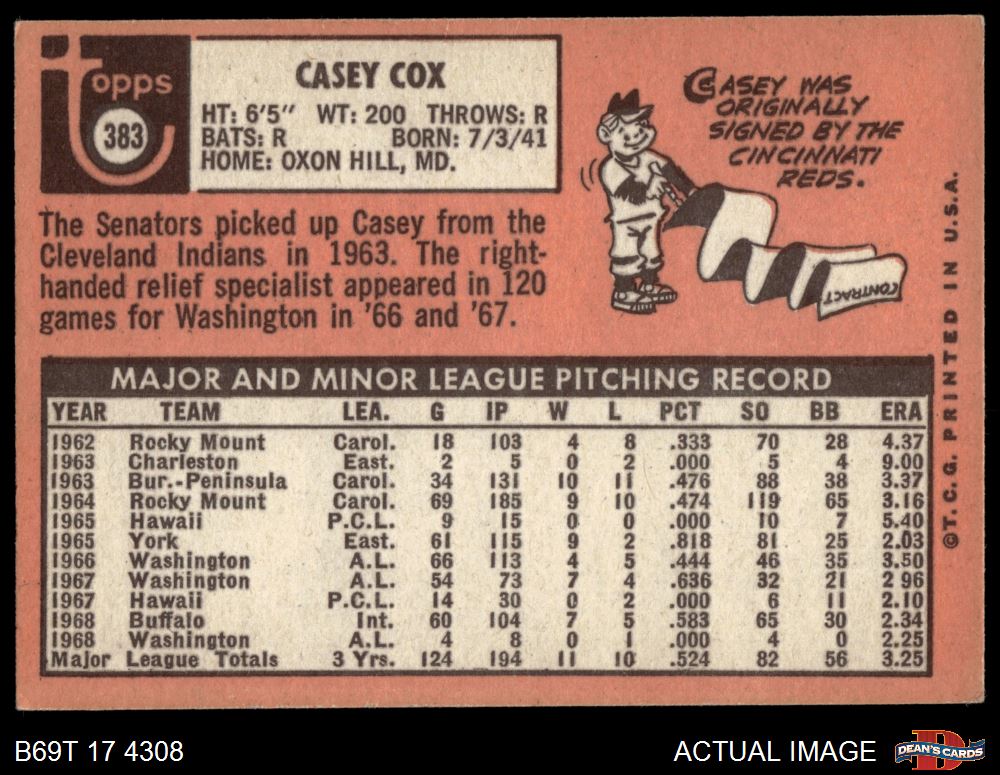 topps
383
CASEY COX
HT: 6'5" WT: 200 THROWS: R
BATS: R BORN: 7/3/41
HOME: OXON HILL, MD.
CASEY WAS
ORIGINALLY
SIGNED BY THE
CINCINNATI
REDS.
CONTRACT
The Senators picked up Casey from the
Cleveland Indians in 1963. The right-
handed relief specialist appeared in 120
games for Washington in '66 and '67.
MAJOR AND MINOR LEAGUE PITCHING RECORD
YEAR TEAM LEA. G IP W L PCT SO BB ERA
1962 Rocky Mount Carol. 18 103 4 8 .333 70 28 4.37
1963 Charleston East. 2 5 0 2 .000 5 4 9.00
1963 Bur.-Peninsula Carol. 34 131 10 11 .476 88 38 3.37
1964 Rocky Mount Carol. 69 185 9 10 .474 119 65 3.16
1965 Hawaii P.C.L. 9 15 0 0 .000 10 7 5.40
1965 York East. 61 115 9 2 .818 81 25 2.03
1966 Washington A.L. 66 113 4 5 .444 46 35 3.50
1967 Washington A.L. 54 73 7 4 .636 32 21 2 96
1967 Hawaii P.C.L. 14 30 0 2 .000 6 11 2.10
1968 Buffalo Int. 60 104 7 5 .583 65 30 2.34
1968 Washington A.L. 4 8 0 1 .000 4 0 2.25
Major League Totals 3 Yrs. 124 194 11 10 .524 82 56 3.25
©T.C.G. PRINTED IN U.S.A.
B69T 17 4308
ACTUAL IMAGE
DEAN'S CARDS